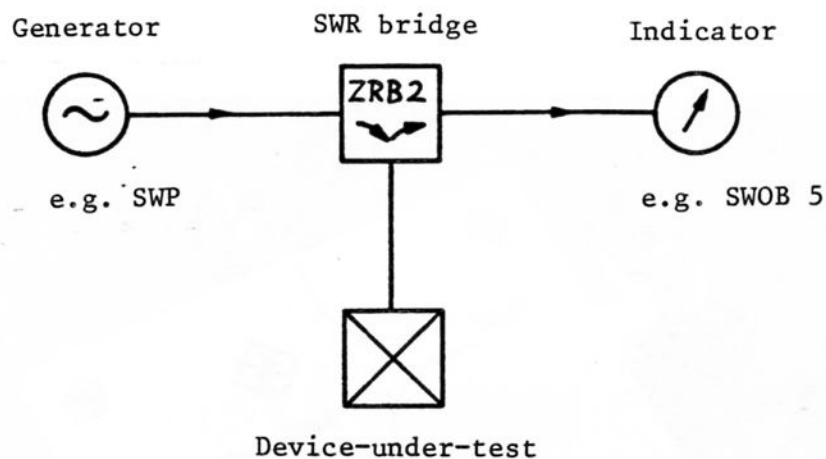 Generator
SWR bridge
Indicator
ZRB2
e.g. SWP
e.g. SWOB 5
Device-under-test